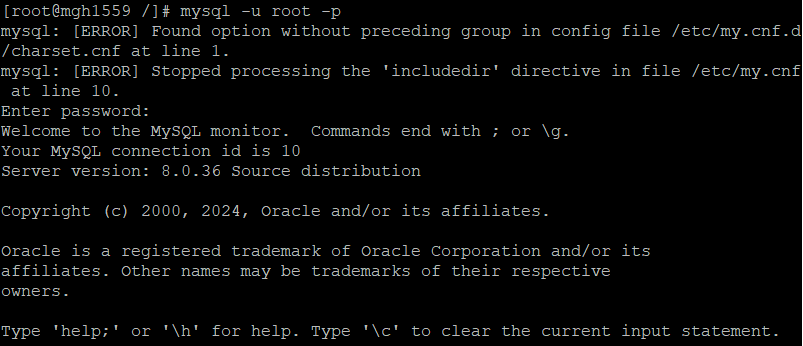 [root@mgh1559 /]# mysql -u root -p
mysql: [ERROR] Found option without preceding group in config file /etc/my.cnf.d
/charset.cnf at line 1.
mysql: [ERROR] Stopped processing the 'includedir' directive in file /etc/my.cnf
 at line 10.
Enter password:
Welcome to the MySQL monitor.  Commands end with ; or \g.
Your MySQL connection id is 10
Server version: 8.0.36 Source distribution

Copyright (c) 2000, 2024, Oracle and/or its affiliates.

Oracle is a registered trademark of Oracle Corporation and/or its
affiliates. Other names may be trademarks of their respective
owners.

Type 'help;' or '\h' for help. Type '\c' to clear the current input statement.